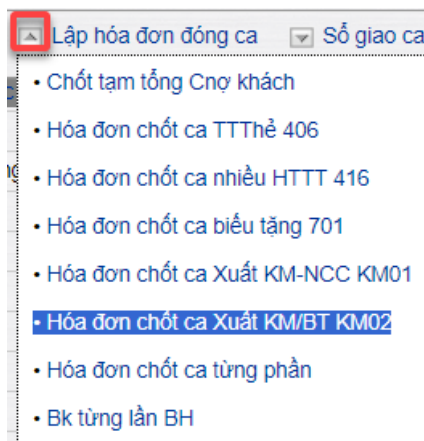 Lập hóa đơn đóng ca Sổ giao ca
• Chốt tạm tổng Cnợ khách
• Hóa đơn chốt ca TTThẻ 406
• Hóa đơn chốt ca nhiều HTTT 416
• Hóa đơn chốt ca biếu tặng 701
• Hóa đơn chốt ca Xuất KM-NCC KM01
• Hóa đơn chốt ca Xuất KM/BT KM02
• Hóa đơn chốt ca từng phần
• Bk từng lần BH